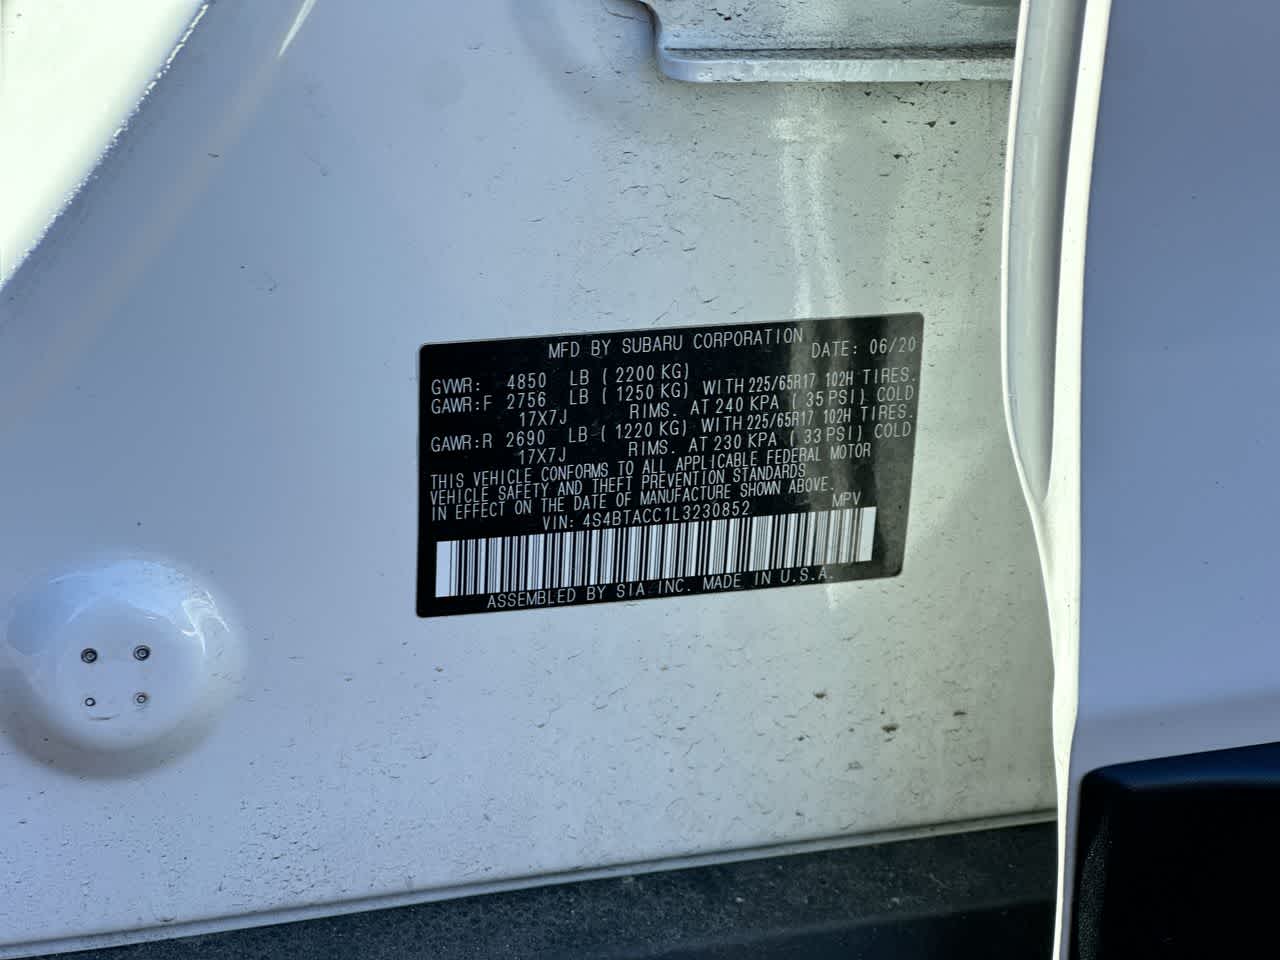 MFD BY SUBARU CORPORATION
DATE: 06/20
GVWR: 4850 LB ( 2200 KG)
GAWR:F 2756 LB ( 1250 KG) WITH 225/65R17 102H TIRES.
17X7J RIMS. AT 240 KPA ( 35 PSI) COLD
GAWR:R 2690 LB ( 1220 KG) WITH 225/65R17 102H TIRES.
17X7J RIMS. AT 230 KPA ( 33 PSI) COLD
THIS VEHICLE CONFORMS TO ALL APPLICABLE FEDERAL MOTOR
VEHICLE SAFETY AND THEFT PREVENTION STANDARDS
IN EFFECT ON THE DATE OF MANUFACTURE SHOWN ABOVE.
VIN: 4S4BTACC1L3230852 MPV
ASSEMBLED BY SIA INC. MADE IN U.S.A.